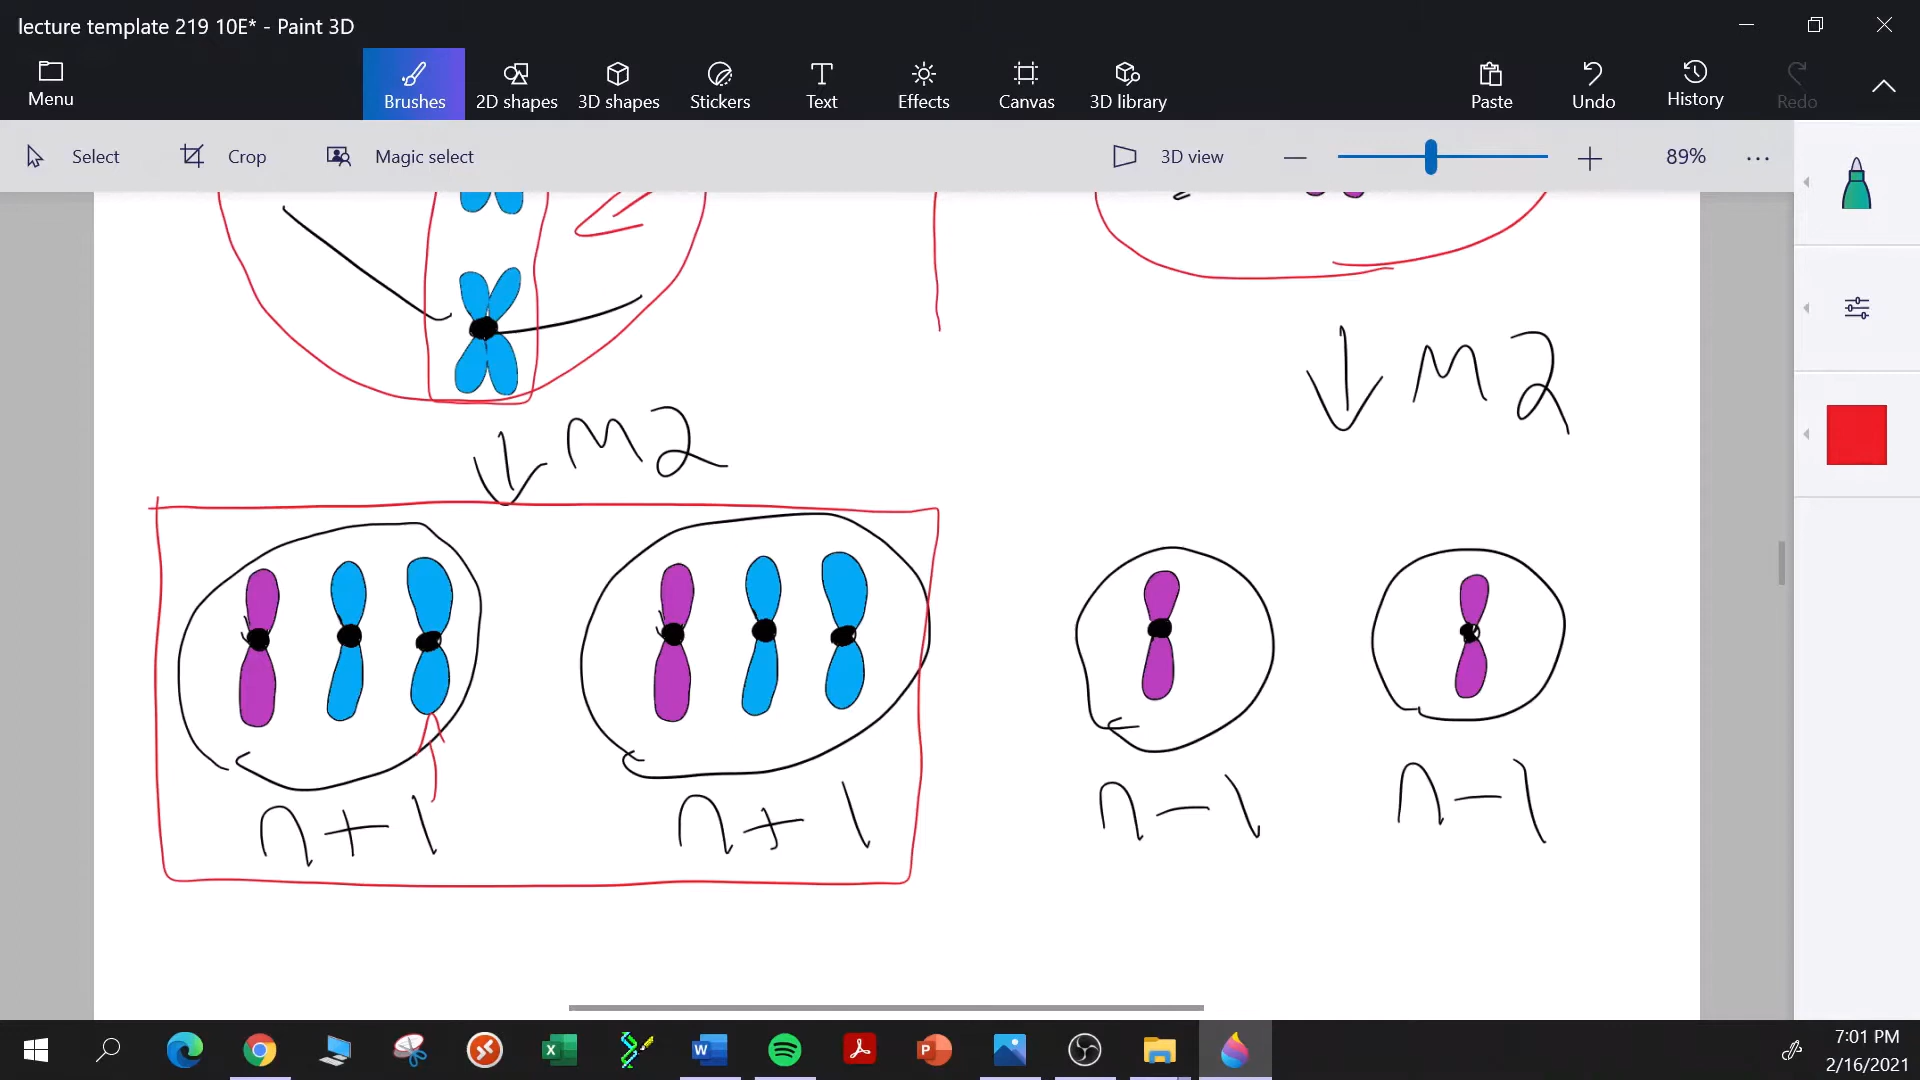 lecture template 219 10E* - Paint 3D
Menu
Brushes
2D shapes
3D shapes
Stickers
Text
Effects
Canvas
3D library
Paste
Undo
History
Redo
Select
Crop
Magic select
3D view
89%
M2
M2
n+1
n+1
n-1
n-1
7:01 PM
2/16/2021